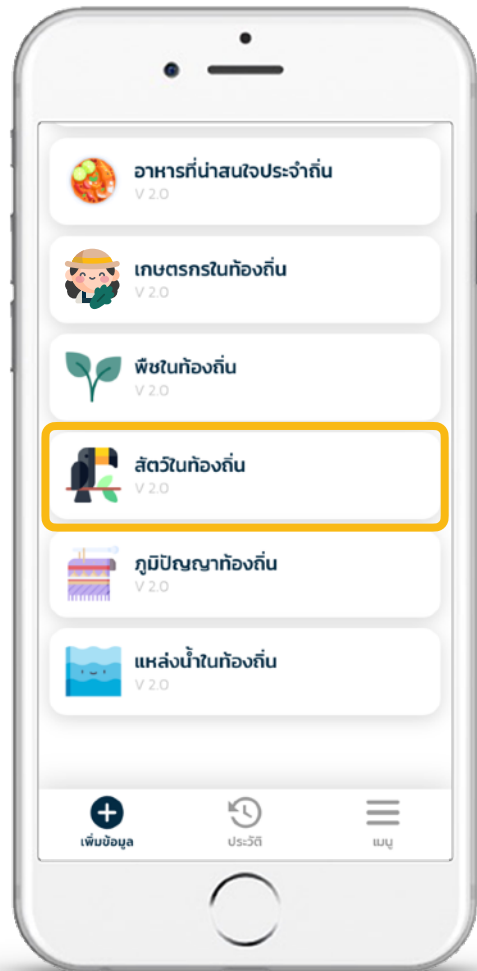 อาหารที่น่าสนใจประจำถิ่น
V 2.0
เกษตรกรในท้องถิ่น
V 2.0
พืชในท้องถิ่น
V 2.0
สัตว์ในท้องถิ่น
V 2.0
ภูมิปัญญาท้องถิ่น
V 2.0
แหล่งน้ำในท้องถิ่น
V 2.0
เพิ่มข้อมูล
ประวัติ
เมนู